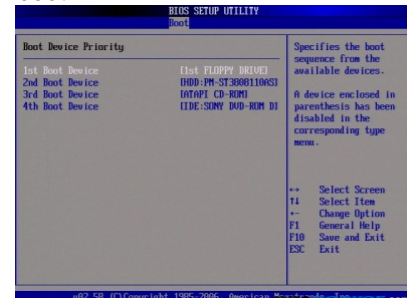 BIOS SETUP UTILITY
Boot
Boot Device Priority
1st Boot Device [1st FLOPPY DRIVE]
2nd Boot Device [HDD:PM-ST3808110AS]
3rd Boot Device [ATAPI CD-ROM]
4th Boot Device [IDE:SONY DVD-ROM D]
Specifies the boot
sequence from the
available devices.
A device enclosed in
parenthesis has been
disabled in the
corresponding type
menu.
↔ Select Screen
↑↓ Select Item
+- Change Option
F1 General Help
F10 Save and Exit
ESC Exit
v02.58 (C)Copyright 1985-2006, American